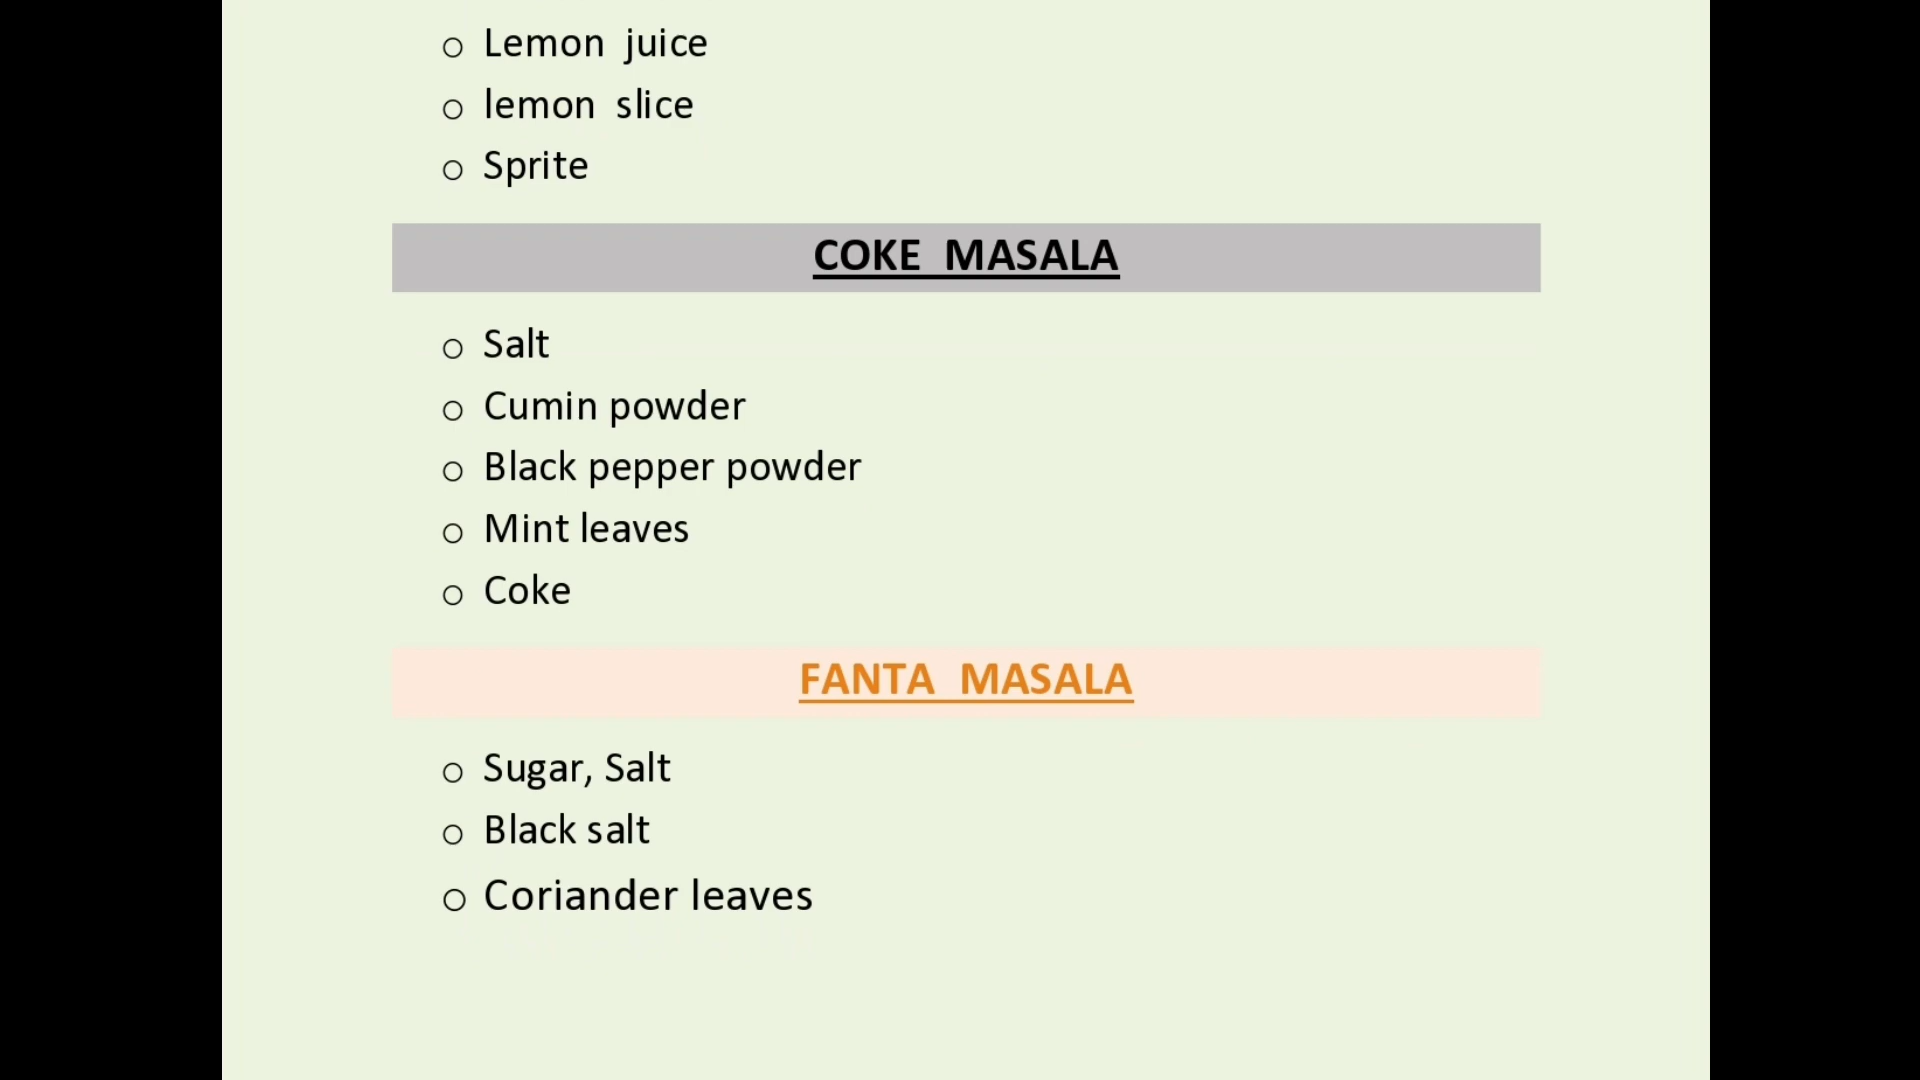 ○ Lemon juice
○ lemon slice
○ Sprite
COKE MASALA
○ Salt
○ Cumin powder
○ Black pepper powder
○ Mint leaves
○ Coke
FANTA MASALA
○ Sugar, Salt
○ Black salt
○ Coriander leaves